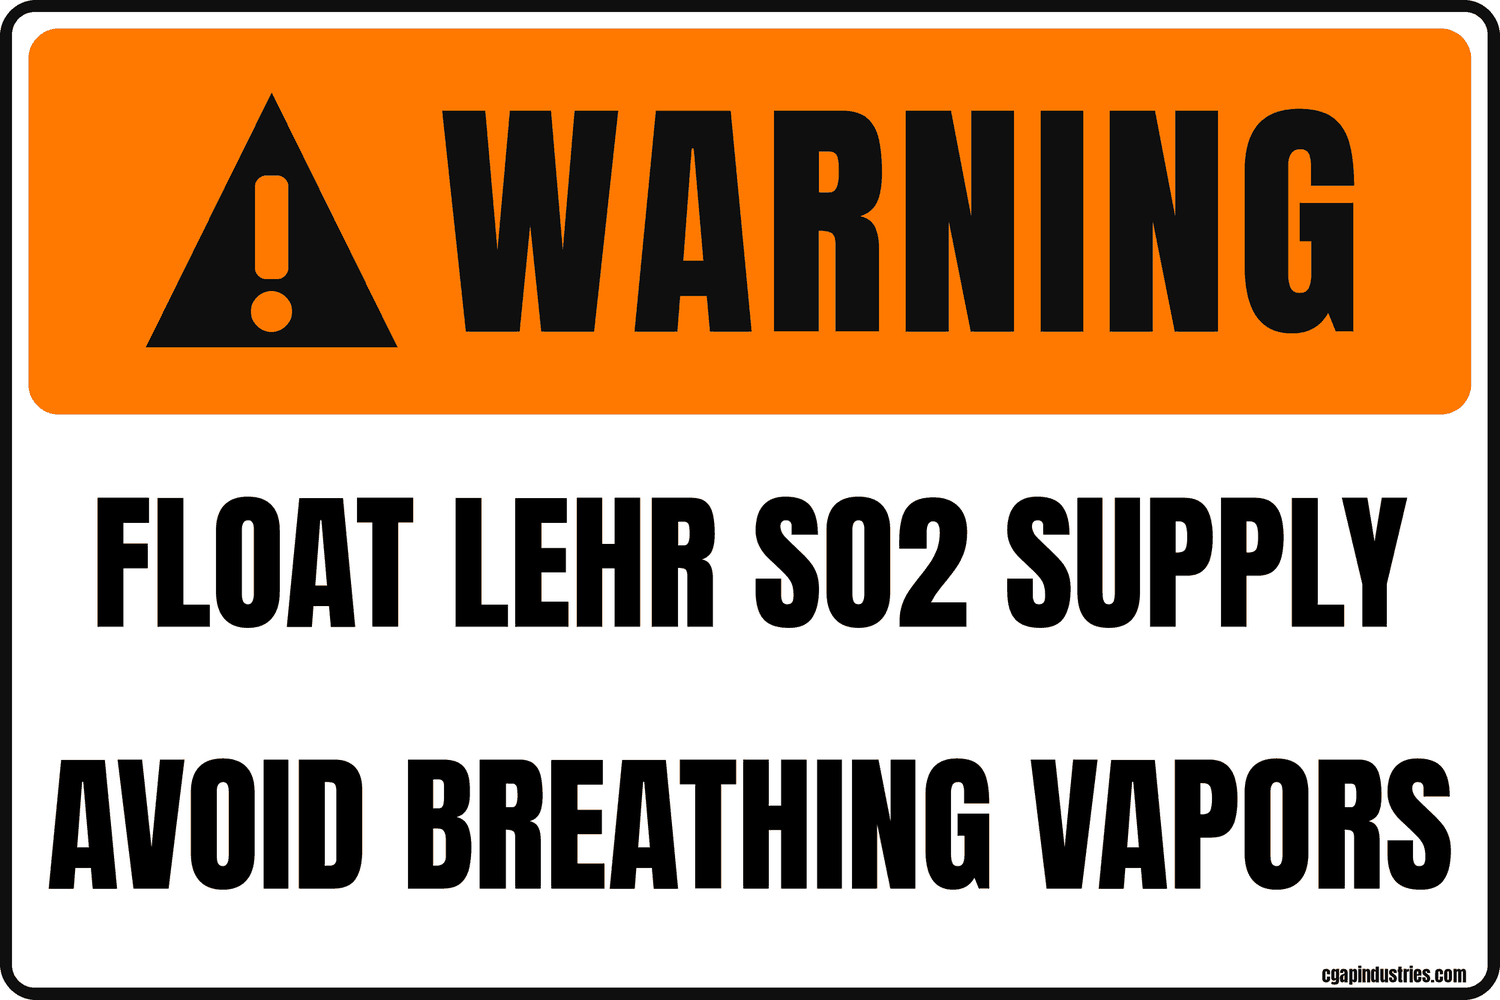 WARNING
FLOAT LEHR SO2 SUPPLY
AVOID BREATHING VAPORS
cgapindustries.com